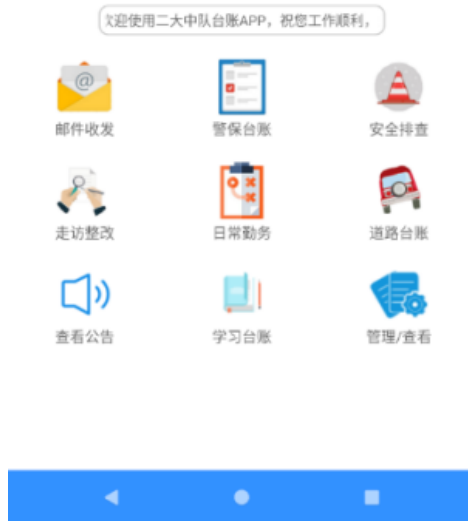 欢迎使用二大中队台账APP，祝您工作顺利，
邮件收发
警保台账
安全排查
走访整改
日常勤务
道路台账
查看公告
学习台账
管理/查看